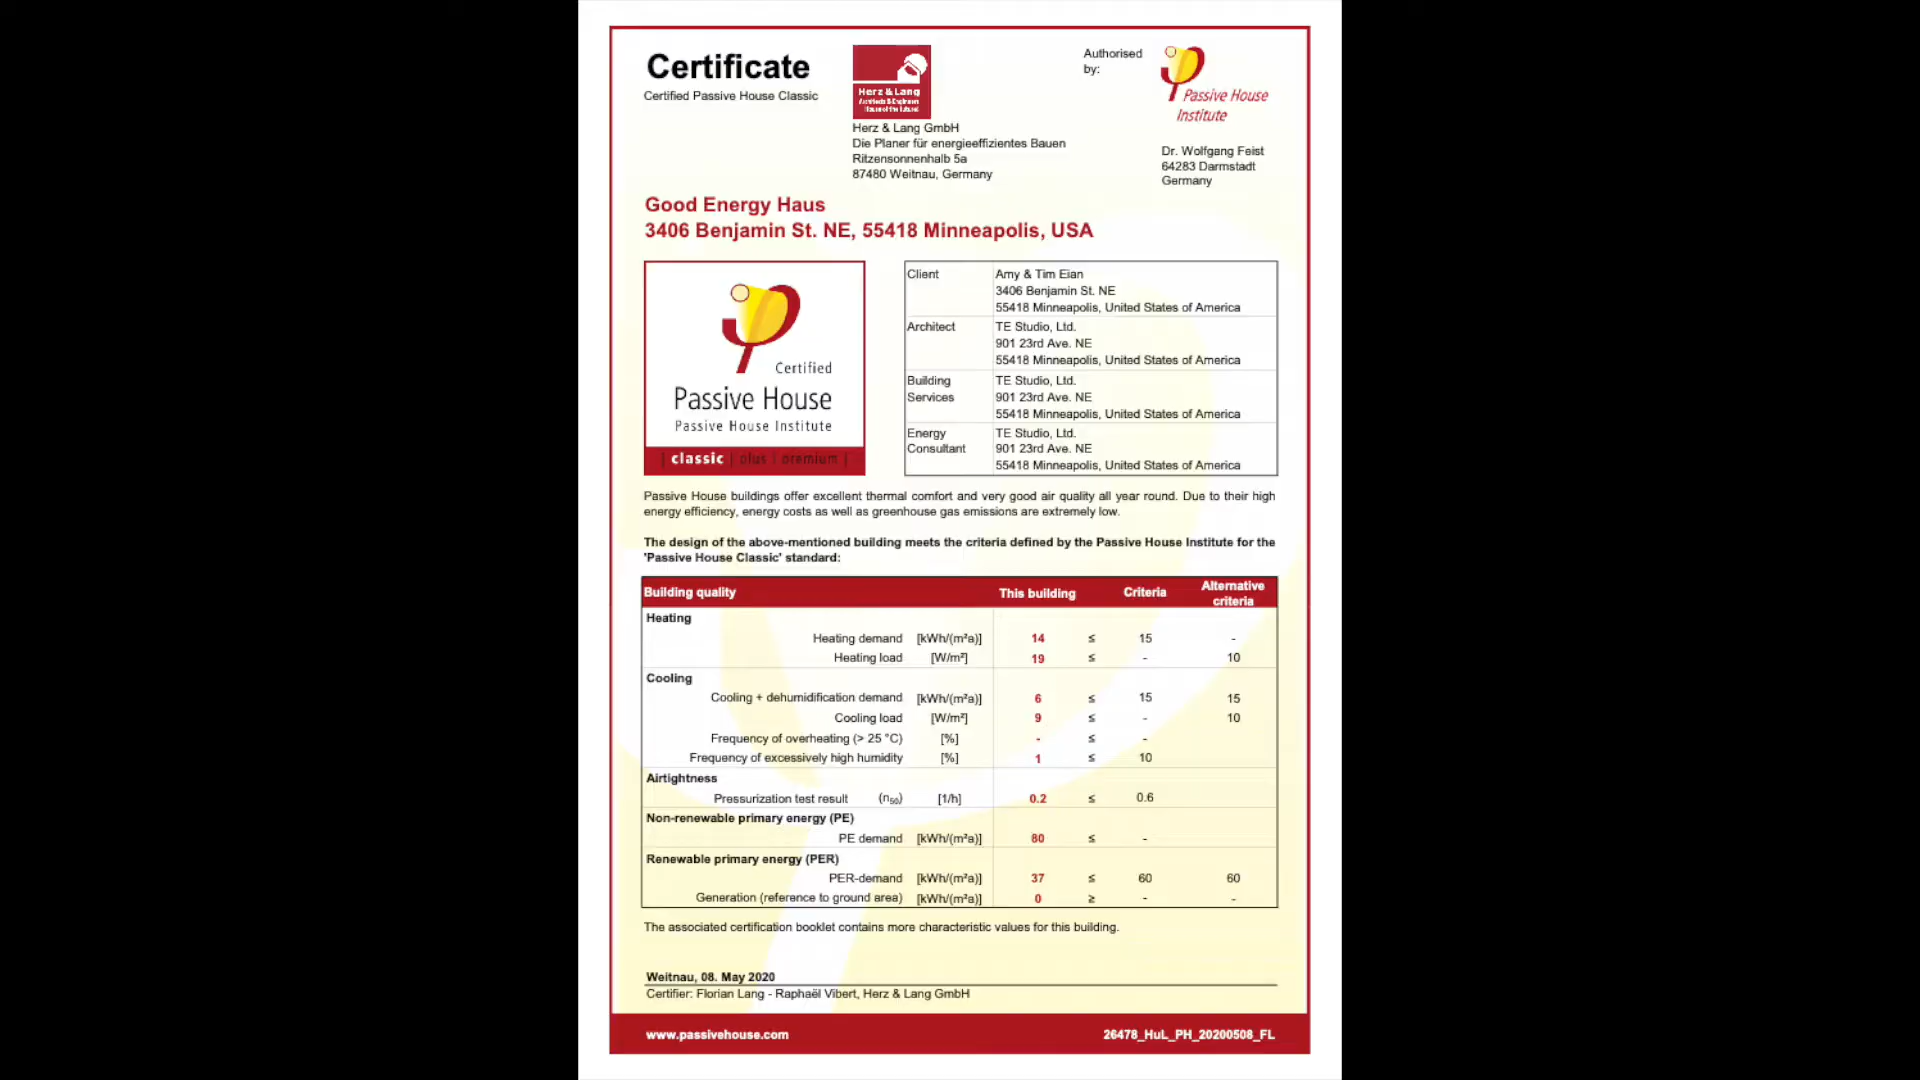 Certificate
Certified Passive House Classic
Herz & Lang
Herz & Lang GmbH
Die Planer für energieeffizientes Bauen
Ritzensonnenhalb 5a
87480 Weitnau, Germany
Authorised
by:
Passive House
Institute
Dr. Wolfgang Feist
64283 Darmstadt
Germany
Good Energy Haus
3406 Benjamin St. NE, 55418 Minneapolis, USA
Certified
Passive House
Passive House Institute
| classic | plus | premium |
Client Amy & Tim Eian
3406 Benjamin St. NE
55418 Minneapolis, United States of America
Architect TE Studio, Ltd.
901 23rd Ave. NE
55418 Minneapolis, United States of America
Building TE Studio, Ltd.
Services 901 23rd Ave. NE
55418 Minneapolis, United States of America
Energy TE Studio, Ltd.
Consultant 901 23rd Ave. NE
55418 Minneapolis, United States of America
Passive House buildings offer excellent thermal comfort and very good air quality all year round. Due to their high
energy efficiency, energy costs as well as greenhouse gas emissions are extremely low.
The design of the above-mentioned building meets the criteria defined by the Passive House Institute for the
'Passive House Classic' standard:
Building quality This building Criteria Alternative criteria
Heating
Heating demand [kWh/(m²a)] 14 ≤ 15 -
Heating load [W/m²] 19 ≤ - 10
Cooling
Cooling + dehumidification demand [kWh/(m²a)] 6 ≤ 15 15
Cooling load [W/m²] 9 ≤ - 10
Frequency of overheating (> 25 °C) [%] - ≤ -
Frequency of excessively high humidity [%] 1 ≤ 10
Airtightness
Pressurization test result (n50) [1/h] 0.2 ≤ 0.6
Non-renewable primary energy (PE)
PE demand [kWh/(m²a)] 80 ≤ -
Renewable primary energy (PER)
PER-demand [kWh/(m²a)] 37 ≤ 60 60
Generation (reference to ground area) [kWh/(m²a)] 0 ≥ - -
The associated certification booklet contains more characteristic values for this building.
Weitnau, 08. May 2020
Certifier: Florian Lang - Raphaël Vibert, Herz & Lang GmbH
www.passivehouse.com
26478_HuL_PH_20200508_FL